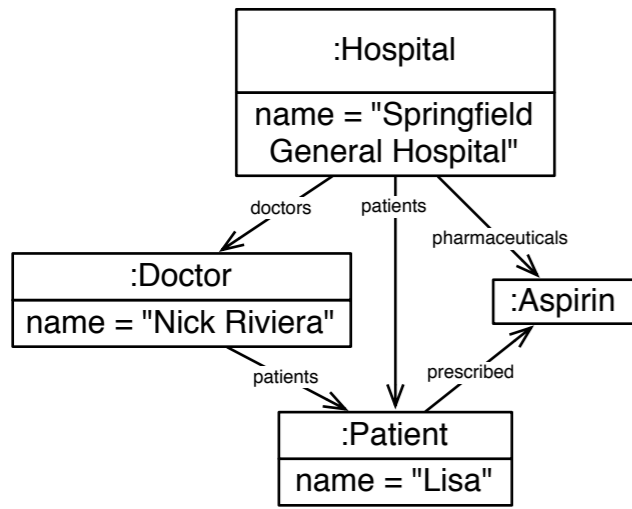 :Hospital
name = "Springfield
General Hospital"
doctors
patients
pharmaceuticals
:Doctor
name = "Nick Riviera"
:Aspirin
patients
prescribed
:Patient
name = "Lisa"